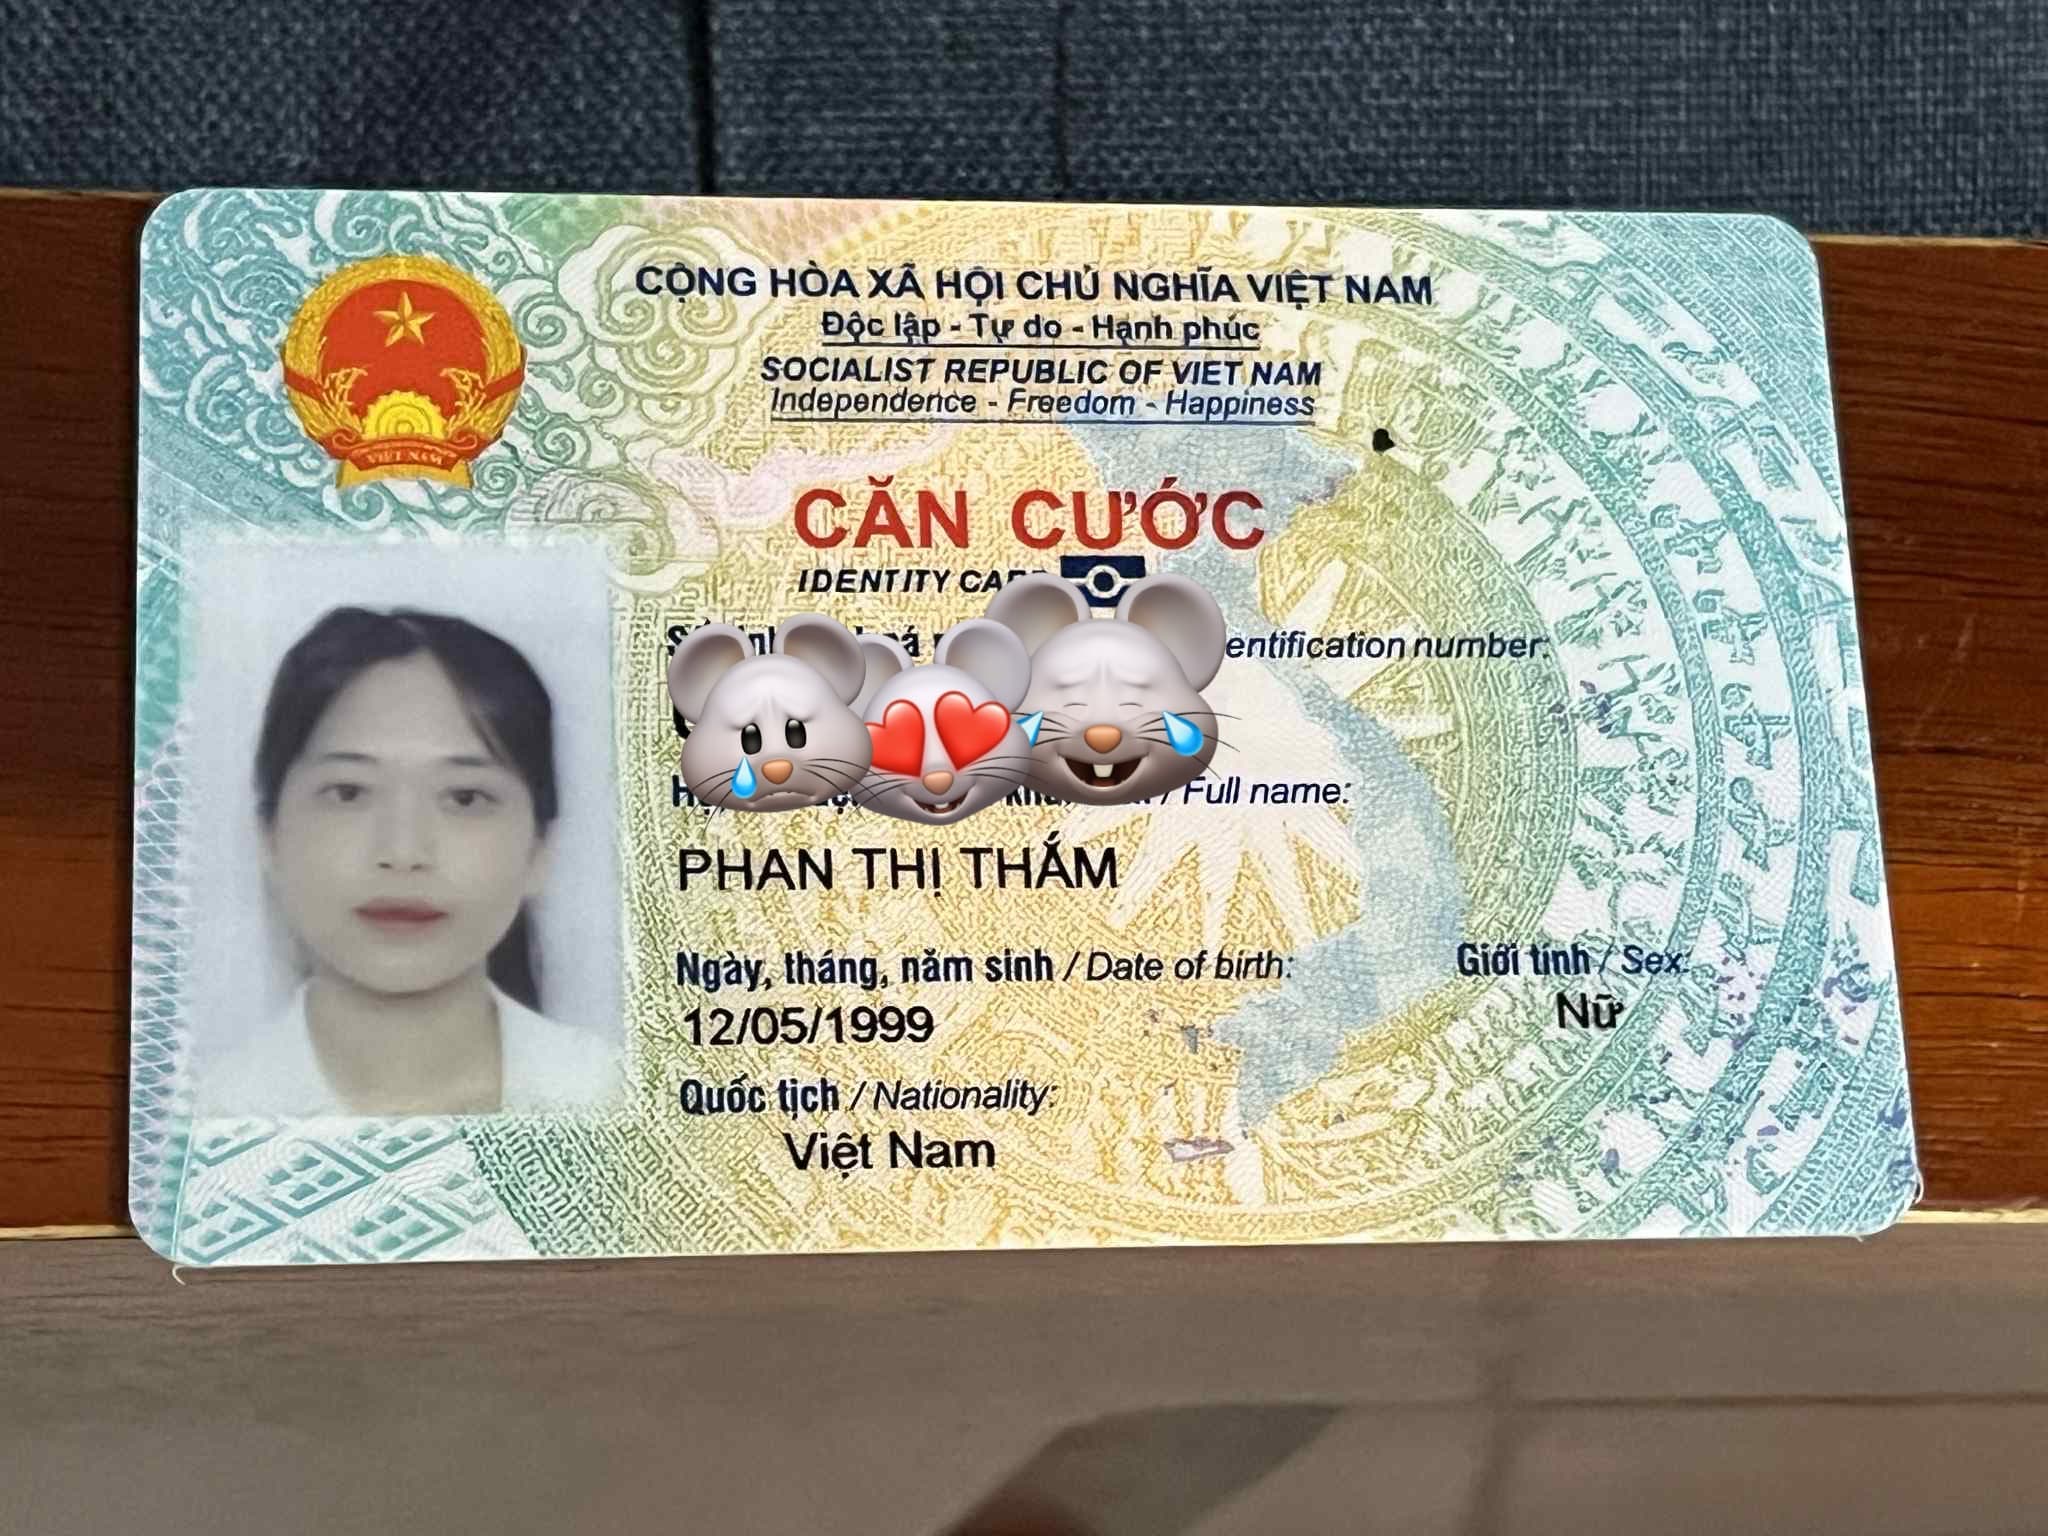 CỘNG HÒA XÃ HỘI CHỦ NGHĨA VIỆT NAM
Độc lập - Tự do - Hạnh phúc
SOCIALIST REPUBLIC OF VIET NAM
Independence - Freedom - Happiness
VIỆT NAM
CĂN CƯỚC
IDENTITY
number:
/ Full name:
PHAN THỊ THẮM
Ngày, tháng, năm sinh / Date of birth:
12/05/1999
Giới tính / Sex:
Nữ
Quốc tịch / Nationality:
Việt Nam